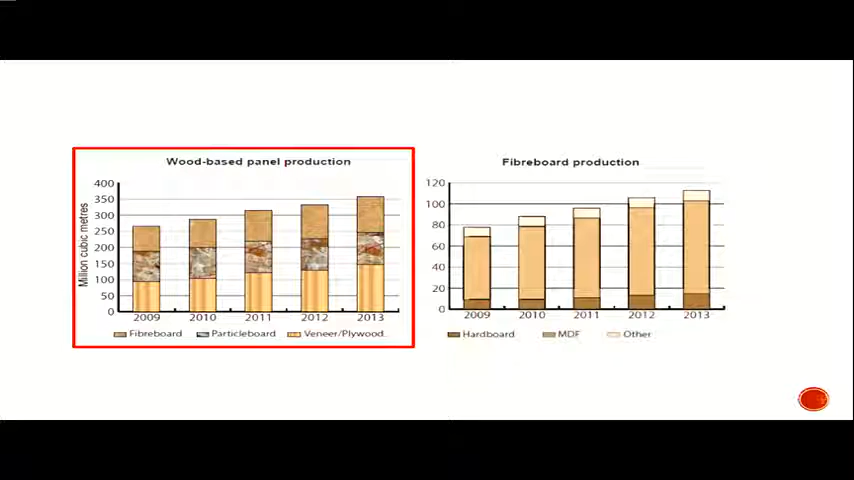 Wood-based panel production
Million cubic metres
400
350
300
250
200
150
100
50
0
2009 2010 2011 2012 2013
Fibreboard Particleboard Veneer/Plywood
Fibreboard production
120
100
80
60
40
20
0
2009 2010 2011 2012 2013
Hardboard MDF Other